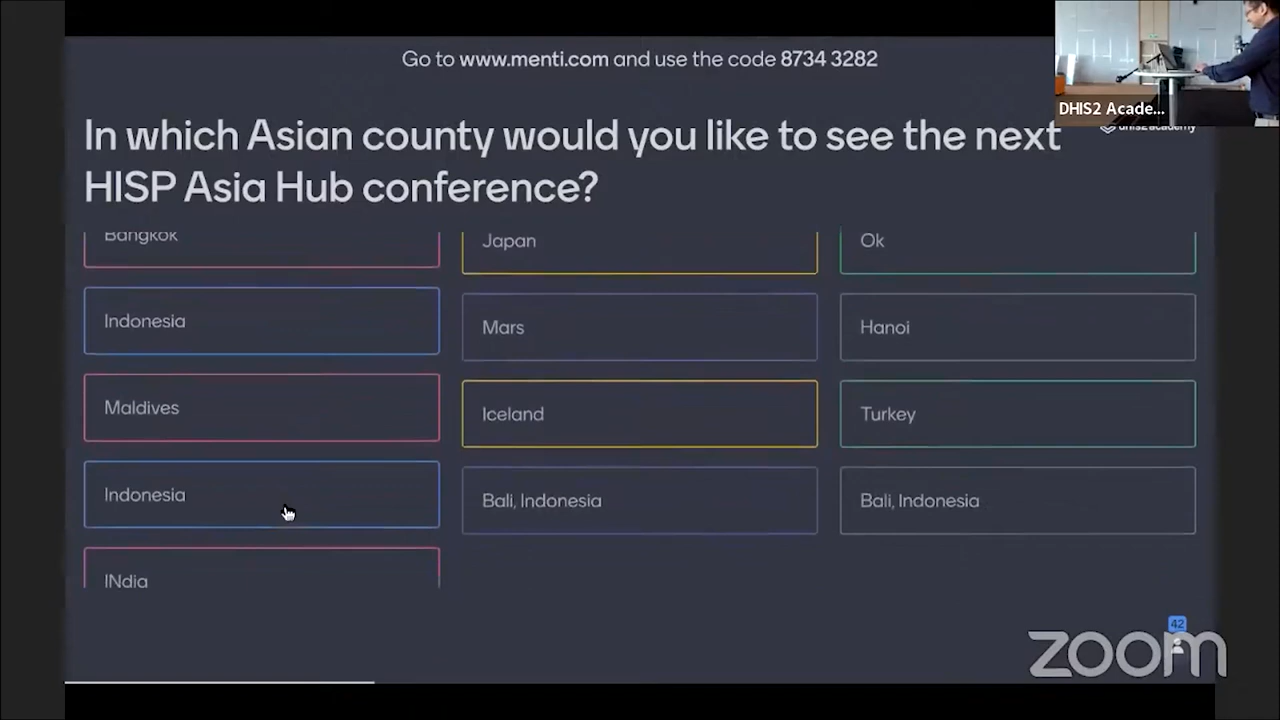 Go to www.menti.com and use the code 8734 3282
DHIS2 Acade...
dhis2academy
In which Asian county would you like to see the next
HISP Asia Hub conference?
Bangkok
Japan
Ok
Indonesia
Mars
Hanoi
Maldives
Iceland
Turkey
Indonesia
Bali, Indonesia
Bali, Indonesia
INdia
42
zoom